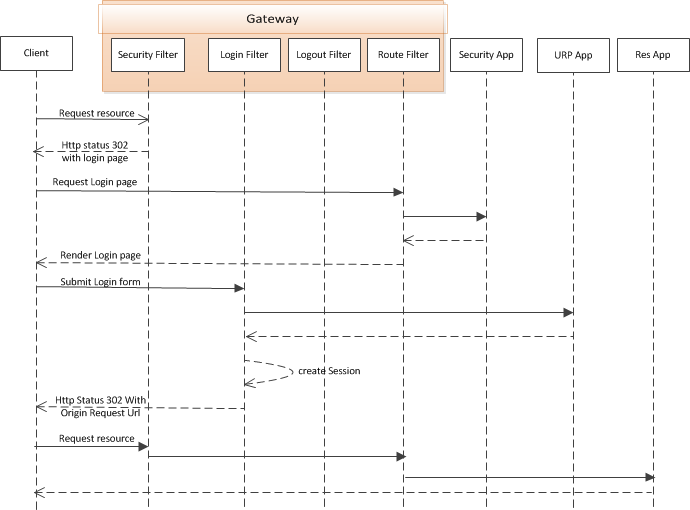 Gateway
Client
Security Filter
Login Filter
Logout Filter
Route Filter
Security App
URP App
Res App
Request resource
Http status 302
with login page
Request Login page
Render Login page
Submit Login form
create Session
Http Status 302 With
Origin Request Url
Request resource